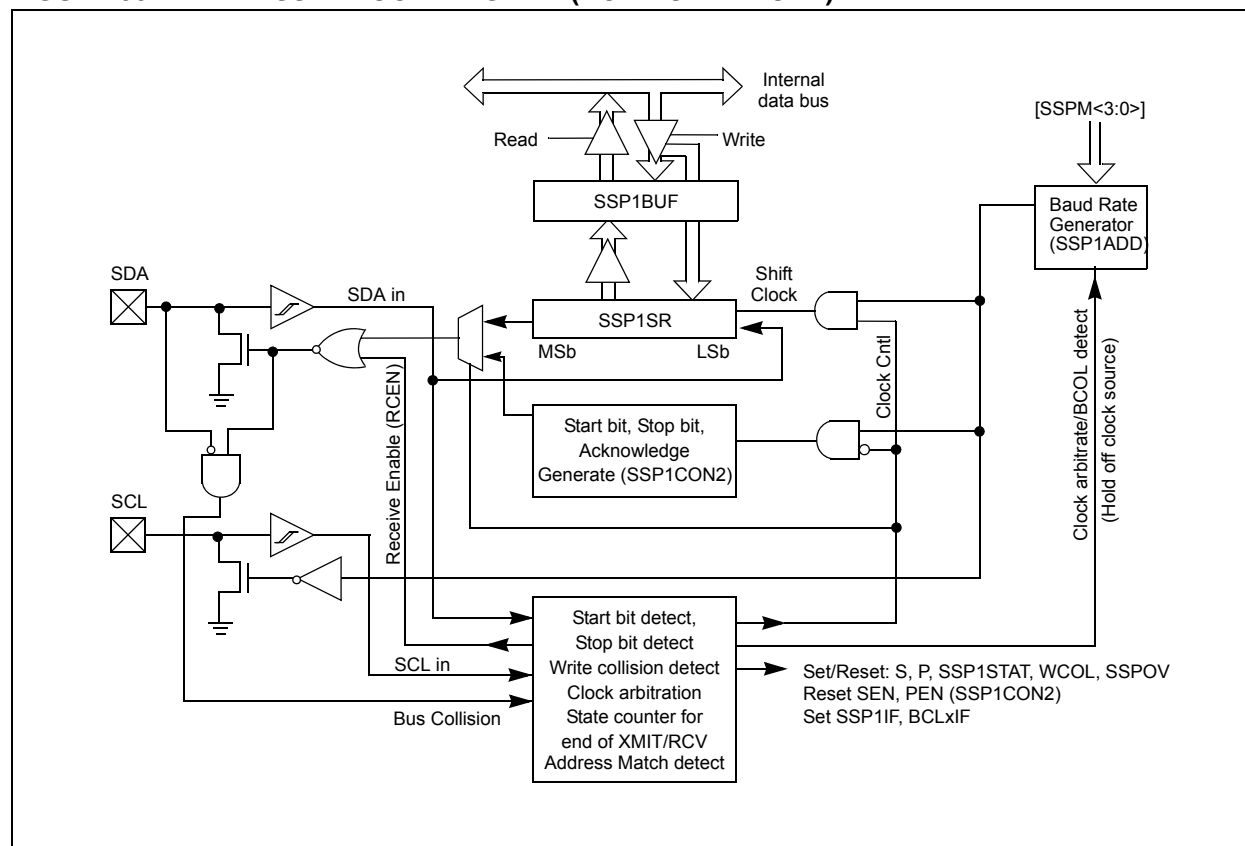 Internal
data bus
[SSPM<3:0>]
Read
Write
SSP1BUF
Baud Rate
Generator
(SSP1ADD)
SDA
SDA in
Shift
Clock
SSP1SR
MSb
LSb
Clock Cntl
Clock arbitrate/BCOL detect
(Hold off clock source)
Receive Enable (RCEN)
Start bit, Stop bit,
Acknowledge
Generate (SSP1CON2)
SCL
SCL in
Bus Collision
Start bit detect,
Stop bit detect
Write collision detect
Clock arbitration
State counter for
end of XMIT/RCV
Address Match detect
Set/Reset: S, P, SSP1STAT, WCOL, SSPOV
Reset SEN, PEN (SSP1CON2)
Set SSP1IF, BCLxIF